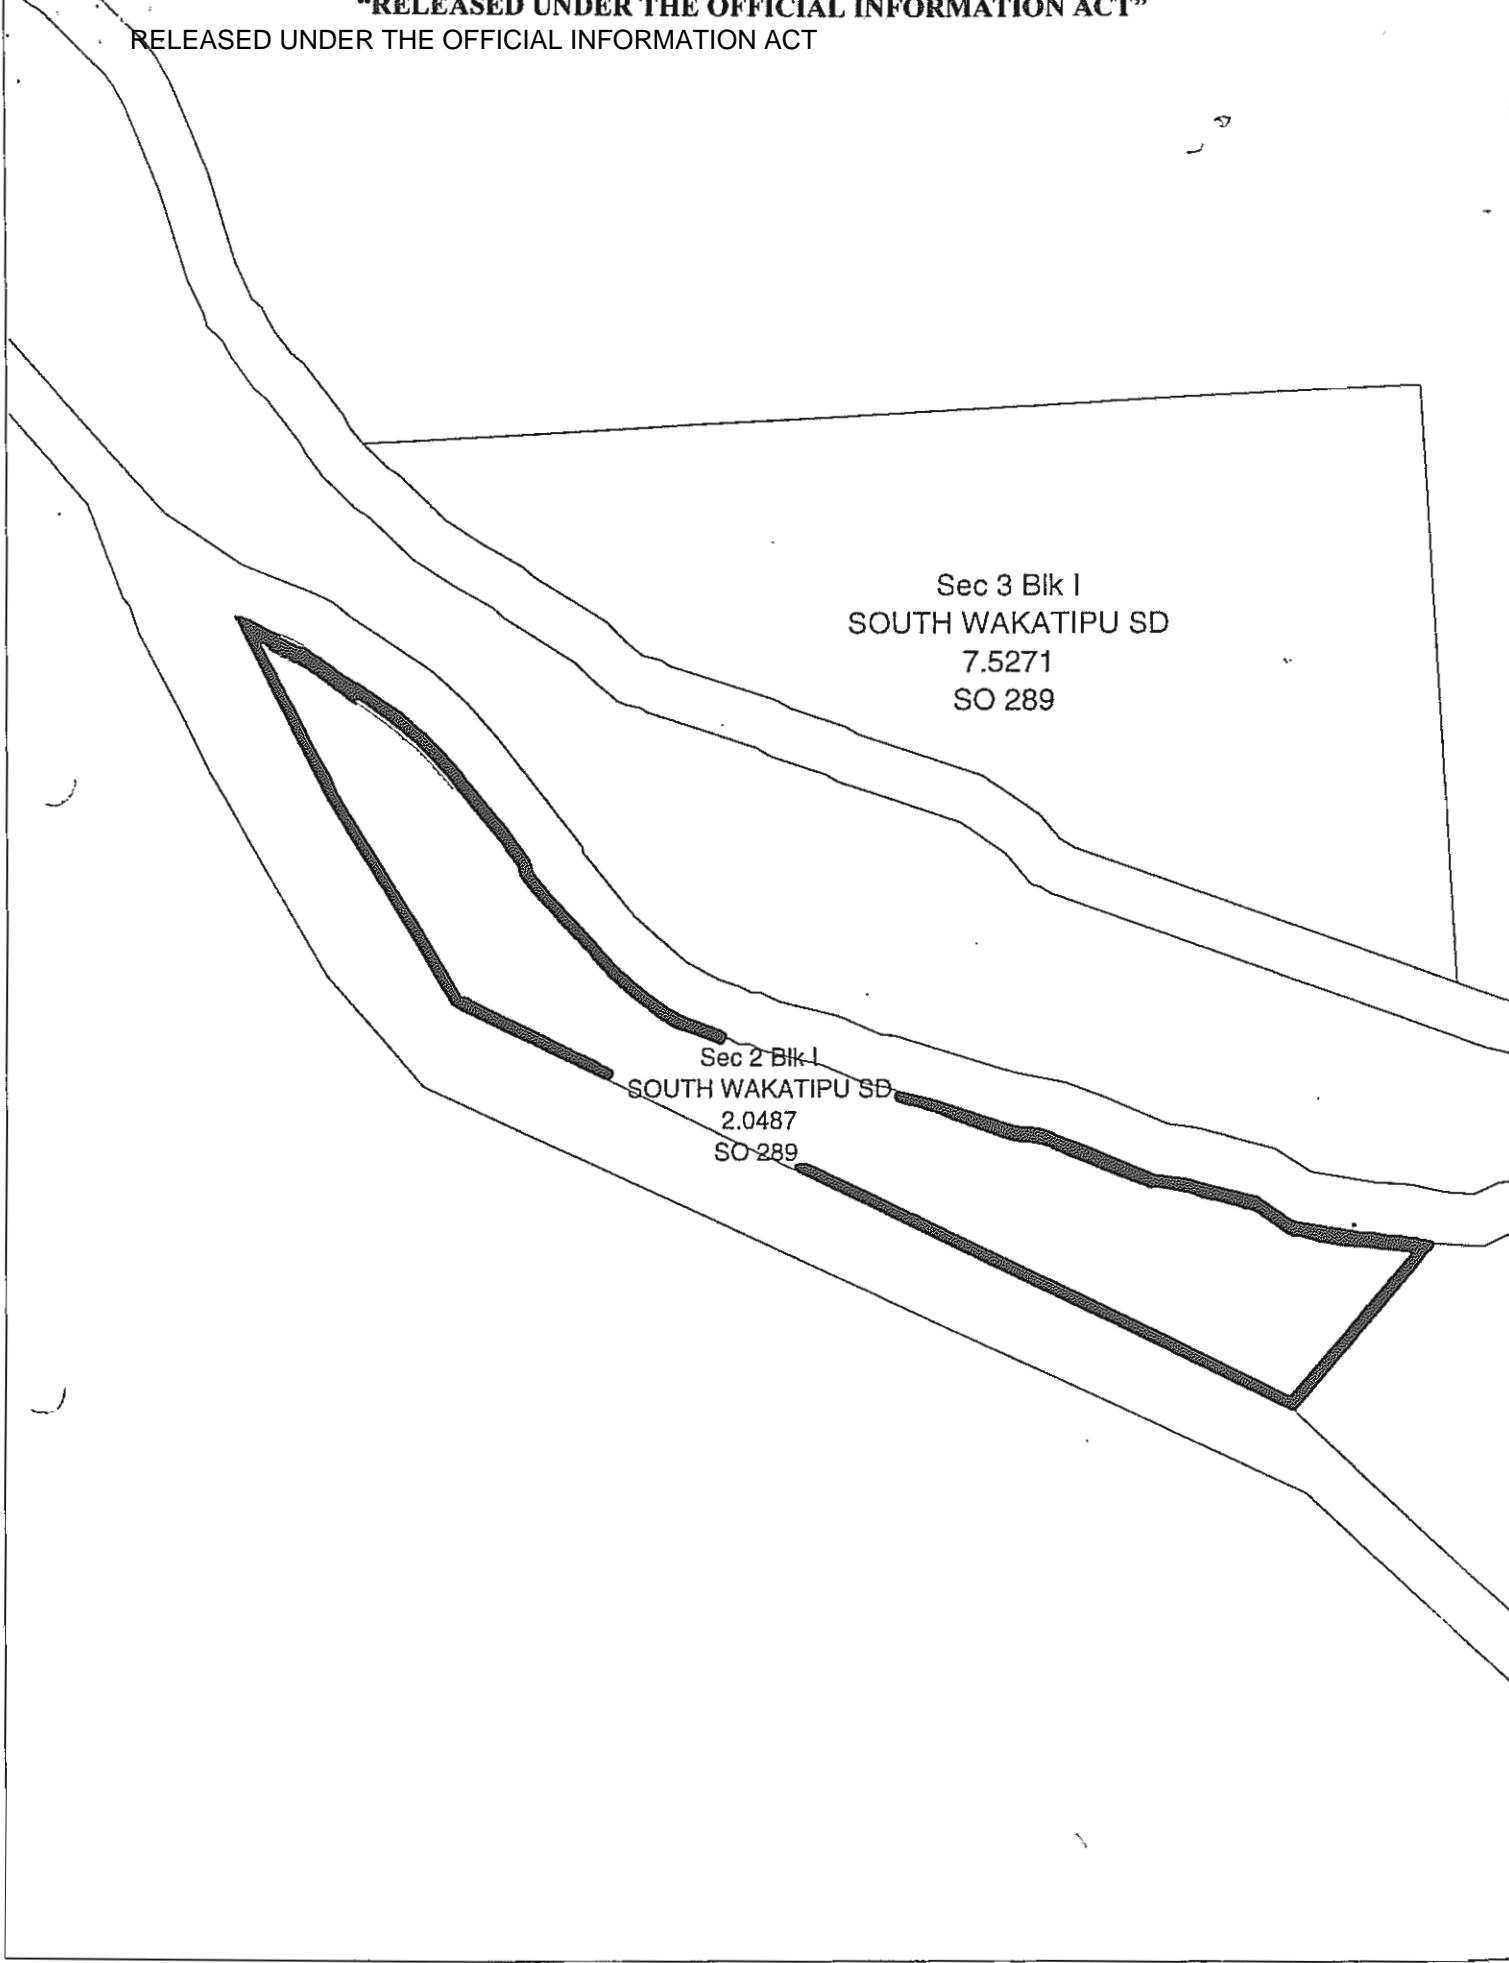 "RELEASED UNDER THE OFFICIAL INFORMATION ACT"
RELEASED UNDER THE OFFICIAL INFORMATION ACT
Sec 3 Blk I
SOUTH WAKATIPU SD
7.5271
SO 289
Sec 2 Blk I
SOUTH WAKATIPU SD
2.0487
SO 289